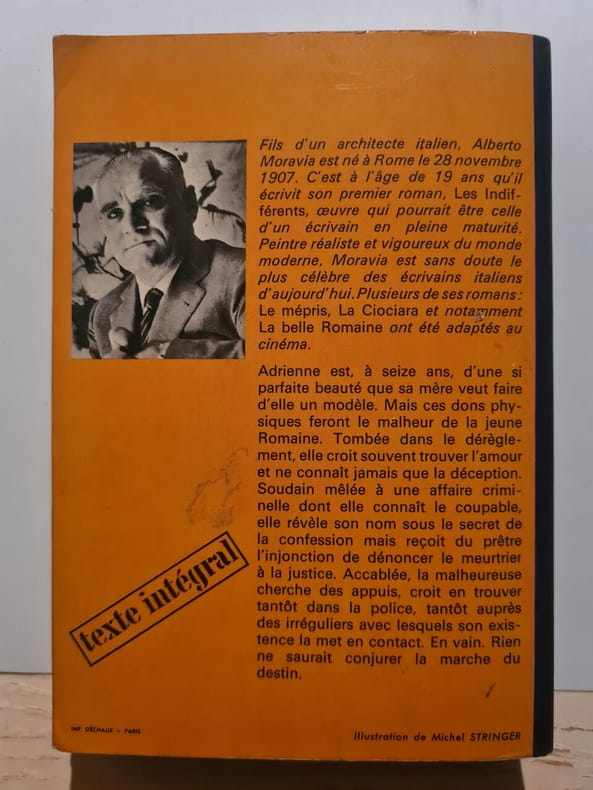 Fils d'un architecte italien, Alberto
Moravia est né à Rome le 28 novembre
1907. C'est à l'âge de 19 ans qu'il
écrivit son premier roman, Les Indif-
férents, œuvre qui pourrait être celle
d'un écrivain en pleine maturité.
Peintre réaliste et vigoureux du monde
moderne, Moravia est sans doute le
plus célèbre des écrivains italiens
d'aujourd'hui. Plusieurs de ses romans :
Le mépris, La Ciociara et notamment
La belle Romaine ont été adaptés au
cinéma.
Adrienne est, à seize ans, d'une si
parfaite beauté que sa mère veut faire
d'elle un modèle. Mais ces dons phy-
siques feront le malheur de la jeune
Romaine. Tombée dans le dérègle-
ment, elle croit souvent trouver l'amour
et ne connaît jamais que la déception.
Soudain mêlée à une affaire crimi-
nelle dont elle connaît le coupable,
elle révèle son nom sous le secret de
la confession mais reçoit du prêtre
l'injonction de dénoncer le meurtrier
à la justice. Accablée, la malheureuse
cherche des appuis, croit en trouver
tantôt dans la police, tantôt auprès
des irréguliers avec lesquels son exis-
tence la met en contact. En vain. Rien
ne saurait conjurer la marche du
destin.
texte intégral
IMP. DÉCHAUX – PARIS
Illustration de Michel STRINGER